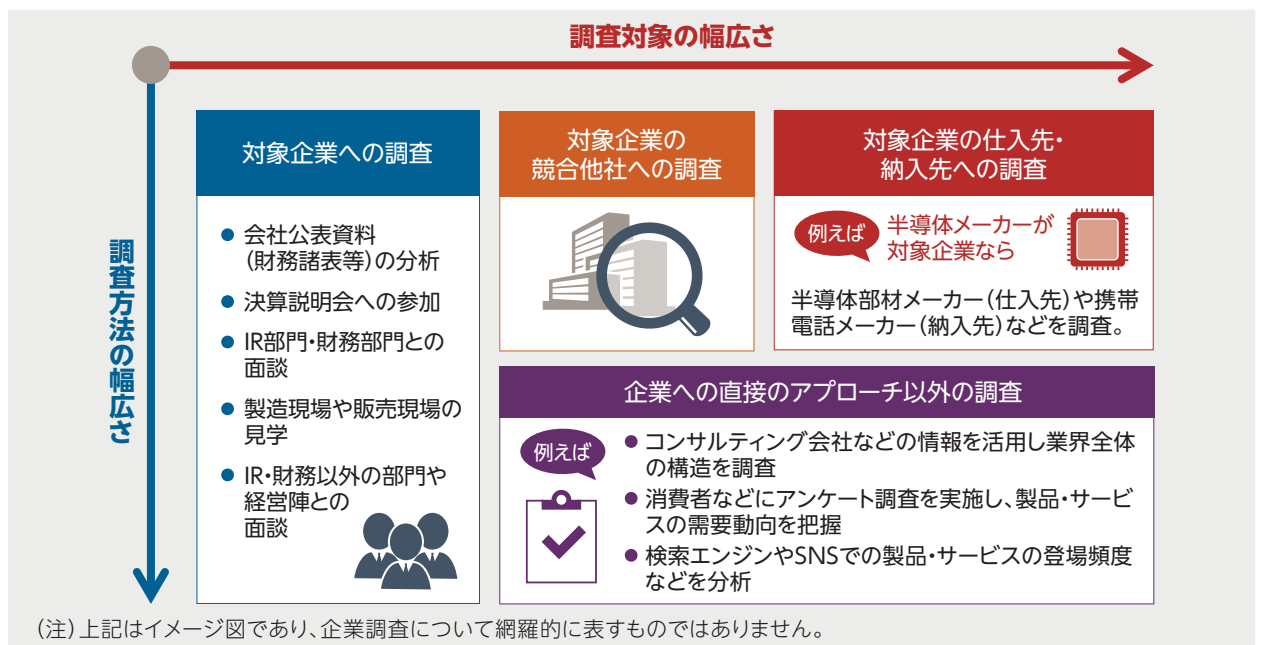 調査対象の幅広さ
調査方法の幅広さ
対象企業への調査
● 会社公表資料
（財務諸表等）の分析
● 決算説明会への参加
● IR部門・財務部門との
面談
● 製造現場や販売現場の
見学
● IR・財務以外の部門や
経営陣との
面談
対象企業の
競合他社への調査
対象企業の仕入先・
納入先への調査
例えば
半導体メーカーが
対象企業なら
半導体部材メーカー（仕入先）や携帯
電話メーカー（納入先）などを調査。
企業への直接のアプローチ以外の調査
例えば
● コンサルティング会社などの情報を活用し業界全体
の構造を調査
● 消費者などにアンケート調査を実施し、製品・サービ
スの需要動向を把握
● 検索エンジンやSNSでの製品・サービスの登場頻度
などを分析
（注）上記はイメージ図であり、企業調査について網羅的に表すものではありません。